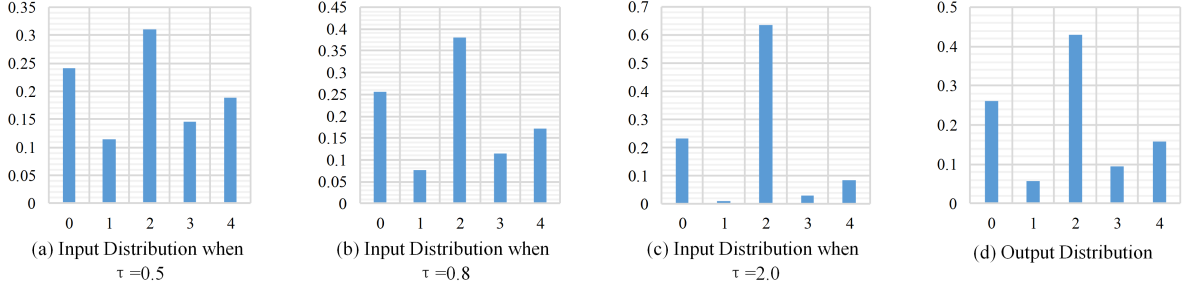 0.35
0.3
0.25
0.2
0.15
0.1
0.05
0
0 1 2 3 4
(a) Input Distribution when
τ=0.5
0.45
0.4
0.35
0.3
0.25
0.2
0.15
0.1
0.05
0
0 1 2 3 4
(b) Input Distribution when
τ=0.8
0.7
0.6
0.5
0.4
0.3
0.2
0.1
0
0 1 2 3 4
(c) Input Distribution when
τ=2.0
0.5
0.4
0.3
0.2
0.1
0
0 1 2 3 4
(d) Output Distribution